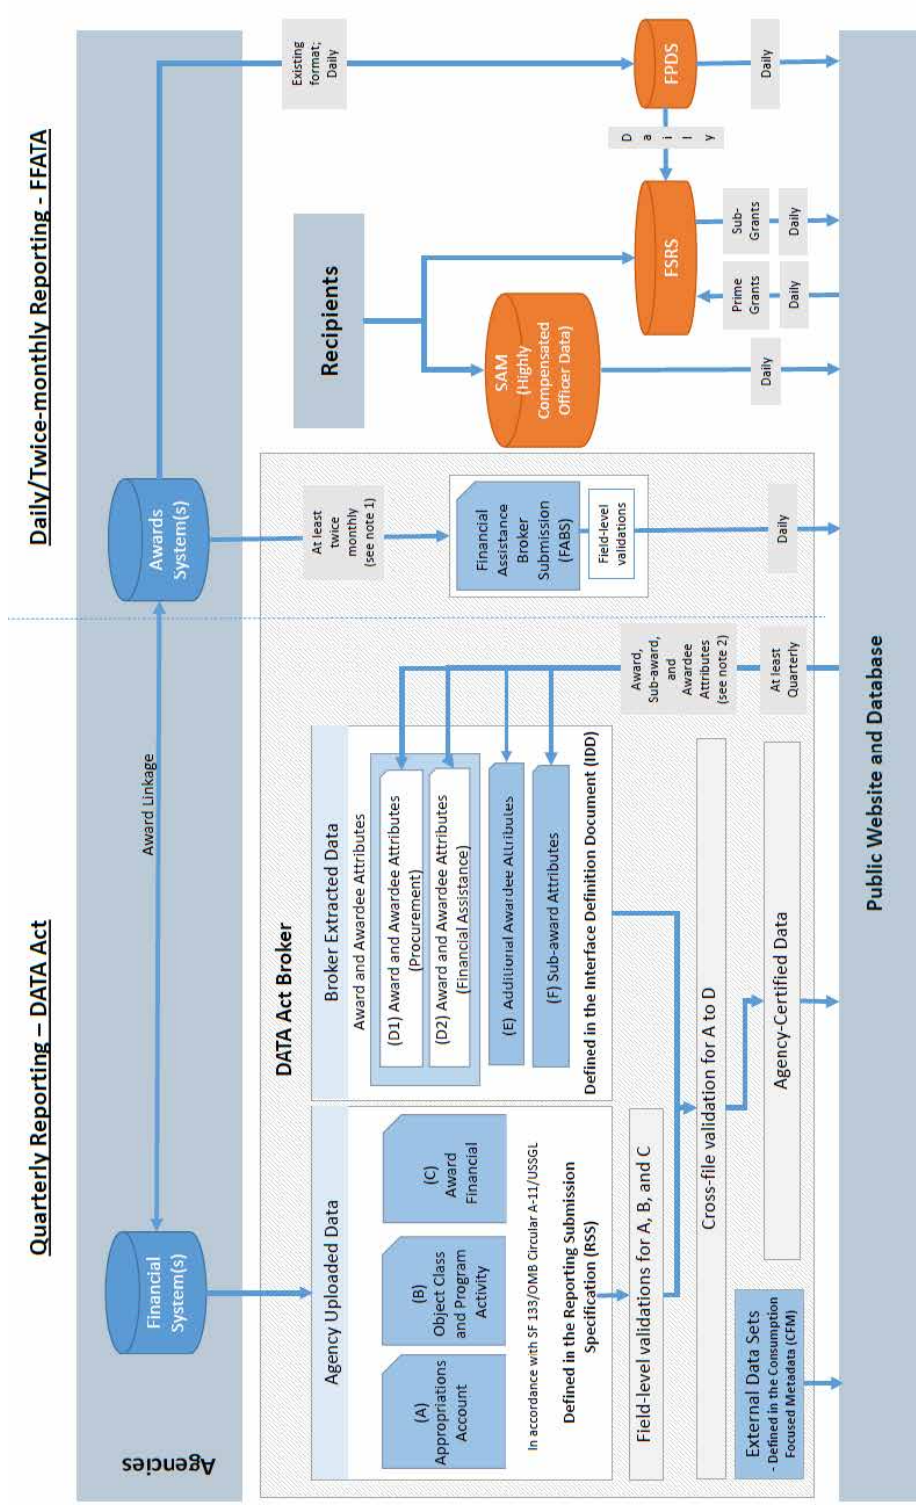 Quarterly Reporting – DATA Act
Daily/Twice-monthly Reporting - FFATA
Agencies
Financial
System(s)
Award Linkage
Awards
System(s)
Existing
format;
Daily
DATA Act Broker
Agency Uploaded Data
(A)
Appropriations
Account
(B)
Object Class
and Program
Activity
(C)
Award
Financial
In accordance with SF 133/OMB Circular A-11/USSGL
Defined in the Reporting Submission
Specification (RSS)
Field-level validations for A, B, and C
Broker Extracted Data
Award and Awardee Attributes
(D1) Award and Awardee Attributes
(Procurement)
(D2) Award and Awardee Attributes
(Financial Assistance)
(E) Additional Awardee Attributes
(F) Sub-award Attributes
Defined in the Interface Definition Document (IDD)
Cross-file validation for A to D
Agency-Certified Data
External Data Sets
- Defined in the Consumption
Focused Metadata (CFM)
Award,
Sub-award,
and
Awardee
Attributes
(see note 2)
At least
Quarterly
At least
twice
monthly
(see note 1)
Financial
Assistance
Broker
Submission
(FABS)
Field-level
validations
Daily
Recipients
SAM
(Highly
Compensated
Officer Data)
Daily
FSRS
Prime
Grants
Daily
Sub-
Grants
Daily
D
a
i
l
y
FPDS
Daily
Public Website and Database